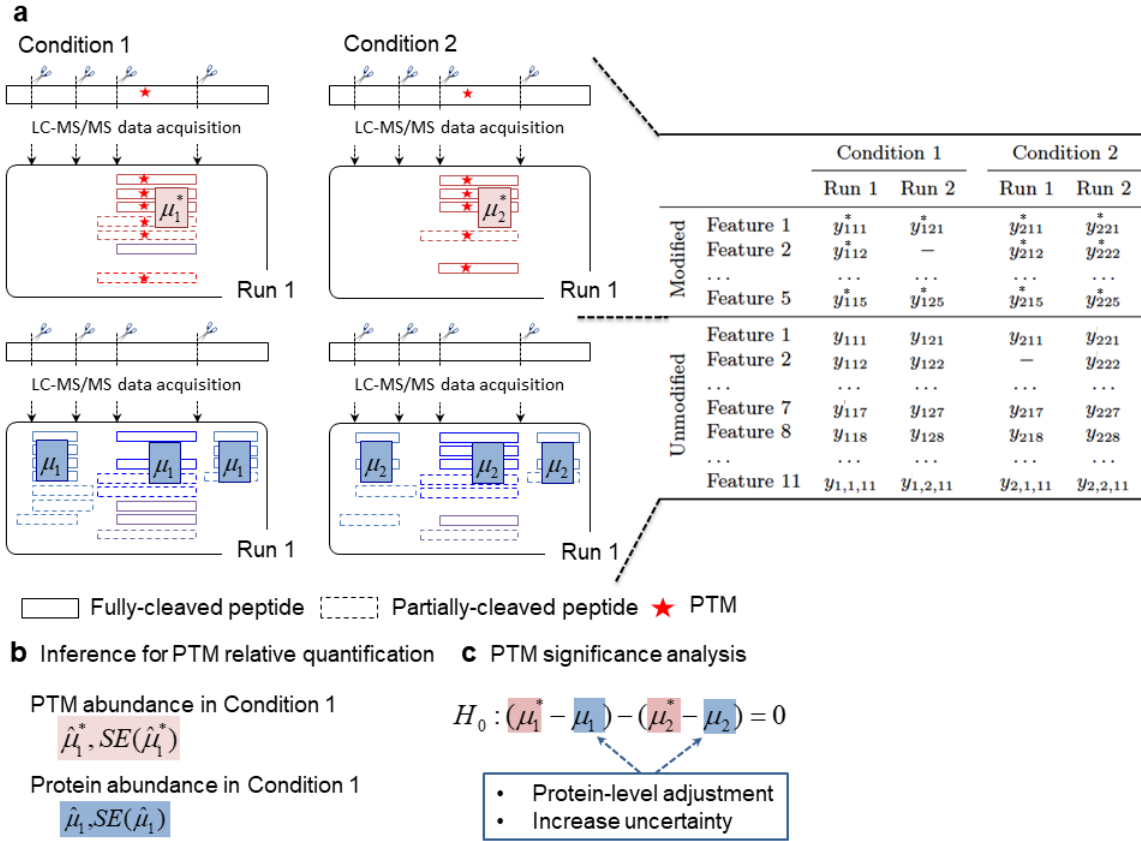 a
Condition 1
Condition 2
LC-MS/MS data acquisition
LC-MS/MS data acquisition
μ₁*
μ₂*
Run 1
Run 1
LC-MS/MS data acquisition
LC-MS/MS data acquisition
μ₁ μ₁ μ₁
μ₂ μ₂ μ₂
Run 1
Run 1
Condition 1 Condition 2
Run 1 Run 2 Run 1 Run 2
Modified
Feature 1 y*₁₁₁ y*₁₂₁ y*₂₁₁ y*₂₂₁
Feature 2 y*₁₁₂ – y*₂₁₂ y*₂₂₂
... ... ... ... ...
Feature 5 y*₁₁₅ y*₁₂₅ y*₂₁₅ y*₂₂₅
Unmodified
Feature 1 y₁₁₁ y₁₂₁ y₂₁₁ y₂₂₁
Feature 2 y₁₁₂ y₁₂₂ – y₂₂₂
... ... ... ... ...
Feature 7 y₁₁₇ y₁₂₇ y₂₁₇ y₂₂₇
Feature 8 y₁₁₈ y₁₂₈ y₂₁₈ y₂₂₈
... ... ... ... ...
Feature 11 y₁,₁,₁₁ y₁,₂,₁₁ y₂,₁,₁₁ y₂,₂,₁₁
Fully-cleaved peptide Partially-cleaved peptide ★ PTM
b Inference for PTM relative quantification
PTM abundance in Condition 1
μ̂₁*, SE(μ̂₁*)
Protein abundance in Condition 1
μ̂₁, SE(μ̂₁)
c PTM significance analysis
H₀ : (μ₁* − μ₁) − (μ₂* − μ₂) = 0
• Protein-level adjustment
• Increase uncertainty